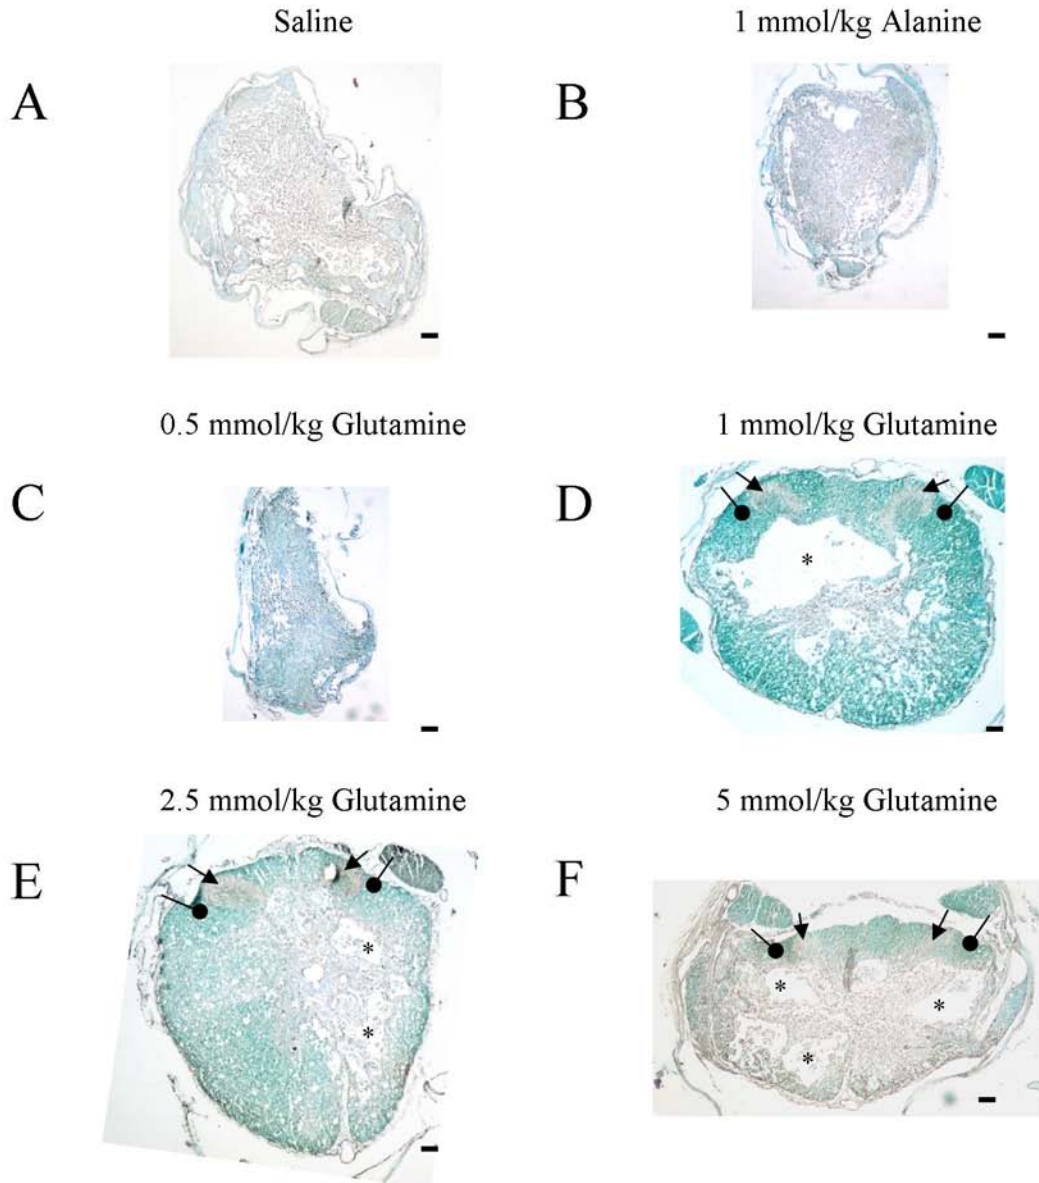 Saline
1 mmol/kg Alanine
A
B
0.5 mmol/kg Glutamine
1 mmol/kg Glutamine
C
D
*
2.5 mmol/kg Glutamine
5 mmol/kg Glutamine
E
*
*
F
*
*
*